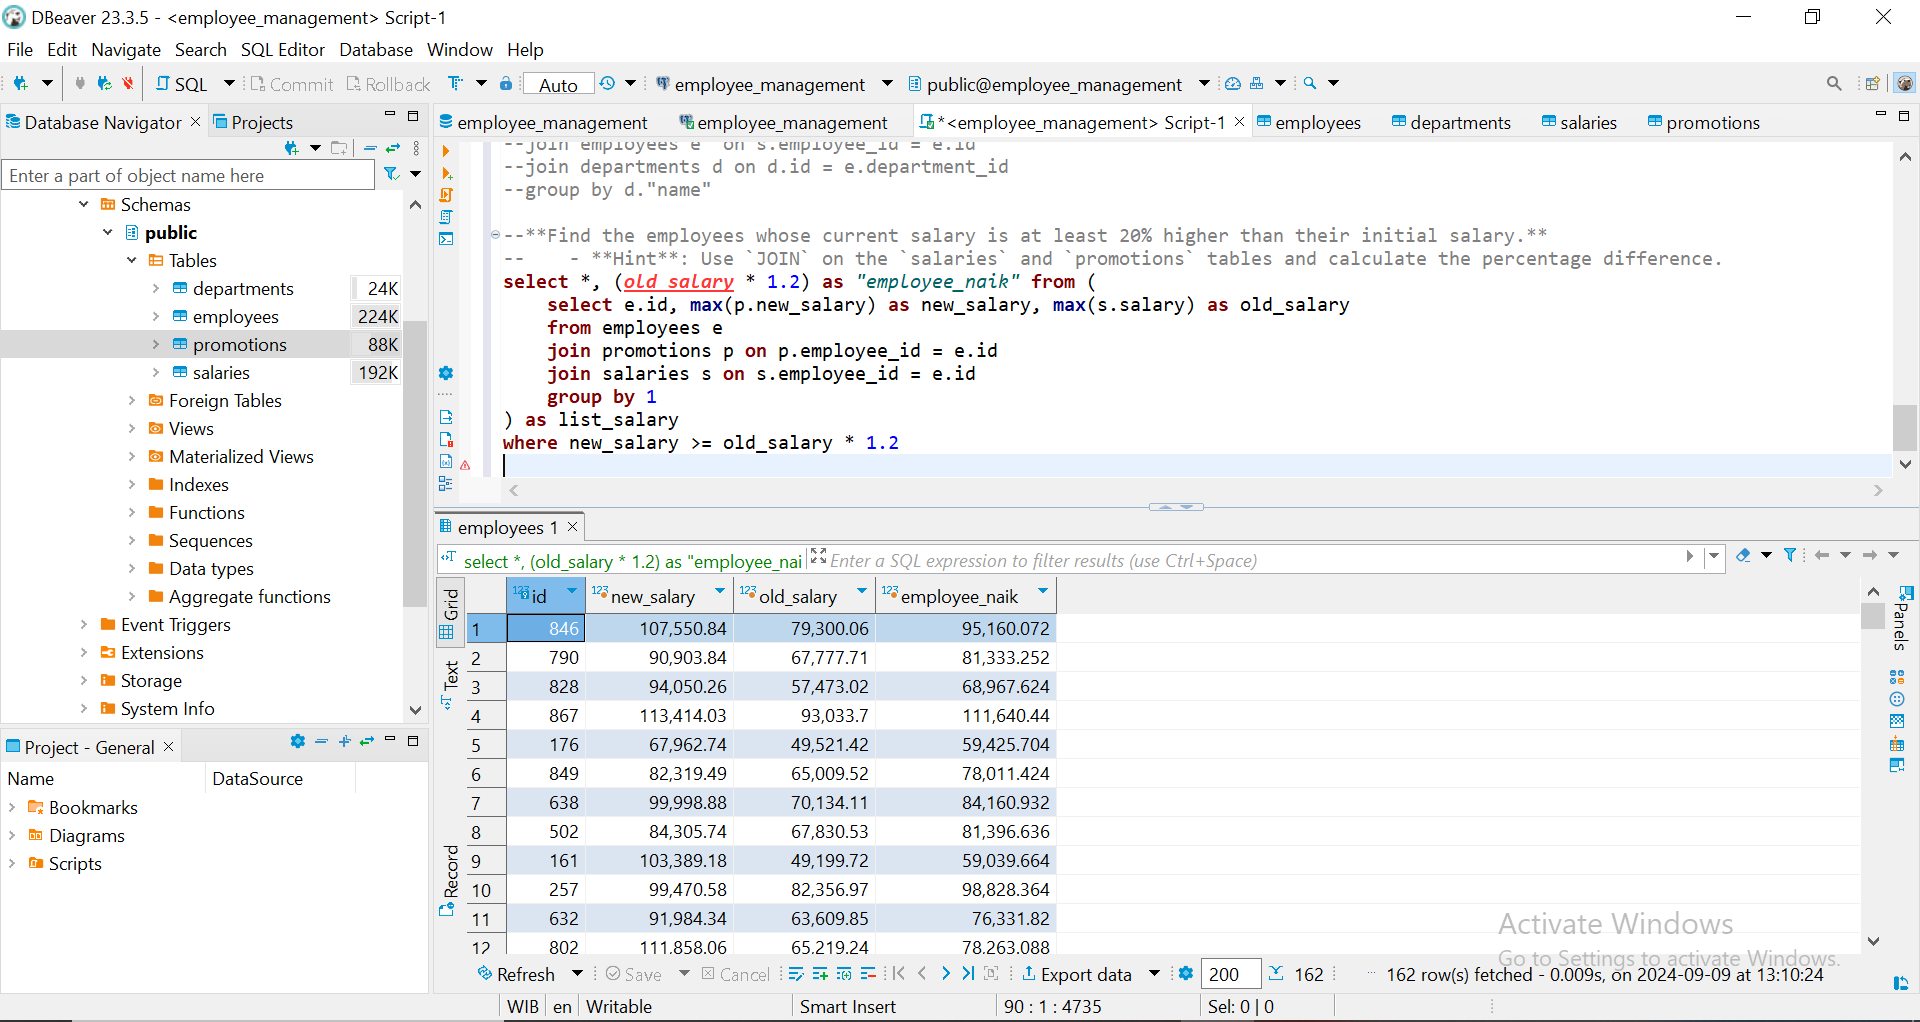 DBeaver 23.3.5 - <employee_management> Script-1
File Edit Navigate Search SQL Editor Database Window Help
SQL Commit Rollback Auto employee_management public@employee_management
Database Navigator Projects
employee_management employee_management *<employee_management> Script-1 employees departments salaries promotions
Enter a part of object name here
Schemas
public
Tables
departments 24K
employees 224K
promotions 88K
salaries 192K
Foreign Tables
Views
Materialized Views
Indexes
Functions
Sequences
Data types
Aggregate functions
Event Triggers
Extensions
Storage
System Info
Project - General
Name DataSource
Bookmarks
Diagrams
Scripts
--join employees e on s.employee_id = e.id
--join departments d on d.id = e.department_id
--group by d."name"
--**Find the employees whose current salary is at least 20% higher than their initial salary.**
--    - **Hint**: Use `JOIN` on the `salaries` and `promotions` tables and calculate the percentage difference.
select *, (old_salary * 1.2) as "employee_naik" from (
    select e.id, max(p.new_salary) as new_salary, max(s.salary) as old_salary
    from employees e
    join promotions p on p.employee_id = e.id
    join salaries s on s.employee_id = e.id
    group by 1
) as list_salary
where new_salary >= old_salary * 1.2
employees 1
select *, (old_salary * 1.2) as "employee_nai Enter a SQL expression to filter results (use Ctrl+Space)
Grid
Text
Record
Panels
123 id 123 new_salary 123 old_salary 123 employee_naik
1 846 107,550.84 79,300.06 95,160.072
2 790 90,903.84 67,777.71 81,333.252
3 828 94,050.26 57,473.02 68,967.624
4 867 113,414.03 93,033.7 111,640.44
5 176 67,962.74 49,521.42 59,425.704
6 849 82,319.49 65,009.52 78,011.424
7 638 99,998.88 70,134.11 84,160.932
8 502 84,305.74 67,830.53 81,396.636
9 161 103,389.18 49,199.72 59,039.664
10 257 99,470.58 82,356.97 98,828.364
11 632 91,984.34 63,609.85 76,331.82
12 802 111,858.06 65,219.24 78,263.088
Activate Windows
Go to Settings to activate Windows.
Refresh Save Cancel Export data 200 162 162 row(s) fetched - 0.009s, on 2024-09-09 at 13:10:24
WIB en Writable Smart Insert 90 : 1 : 4735 Sel: 0 | 0